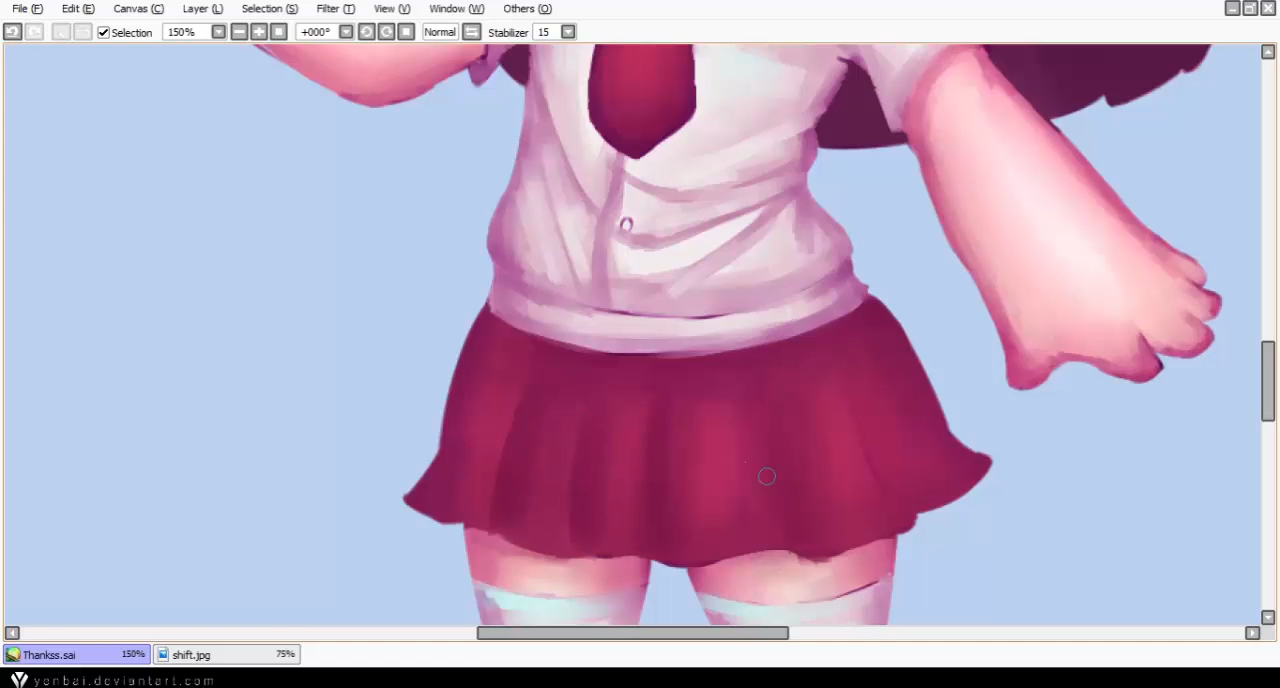 File (F) Edit (E) Canvas (C) Layer (L) Selection (S) Filter (T) View (V) Window (W) Others (O)
Selection 150% +000° Normal Stabilizer 15
Thankss.sai 150% shift.jpg 75%
yonbai.deviantart.com